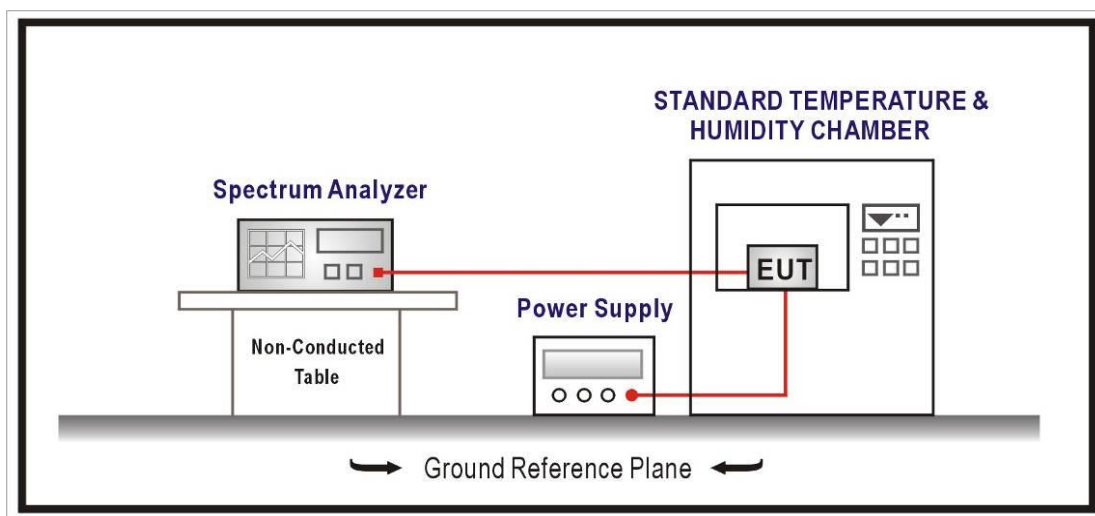 STANDARD TEMPERATURE &
HUMIDITY CHAMBER
Spectrum Analyzer
EUT
Power Supply
Non-Conducted
Table
Ground Reference Plane